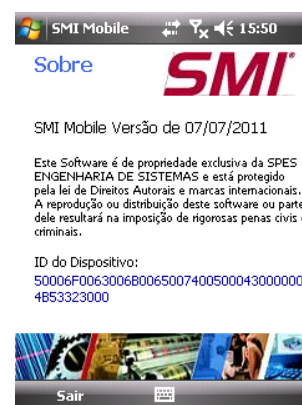 SMI Mobile 15:50
Sobre
SMI
SMI Mobile Versão de 07/07/2011
Este Software é de propriedade exclusiva da SPES
ENGENHARIA DE SISTEMAS e está protegido
pela lei de Direitos Autorais e marcas internacionais.
A reprodução ou distribuição deste software ou parte
dele resultará na imposição de rigorosas penas civis e
criminais.
ID do Dispositivo:
50006F0063006B00650074005000043000000
4B53323000
Sair